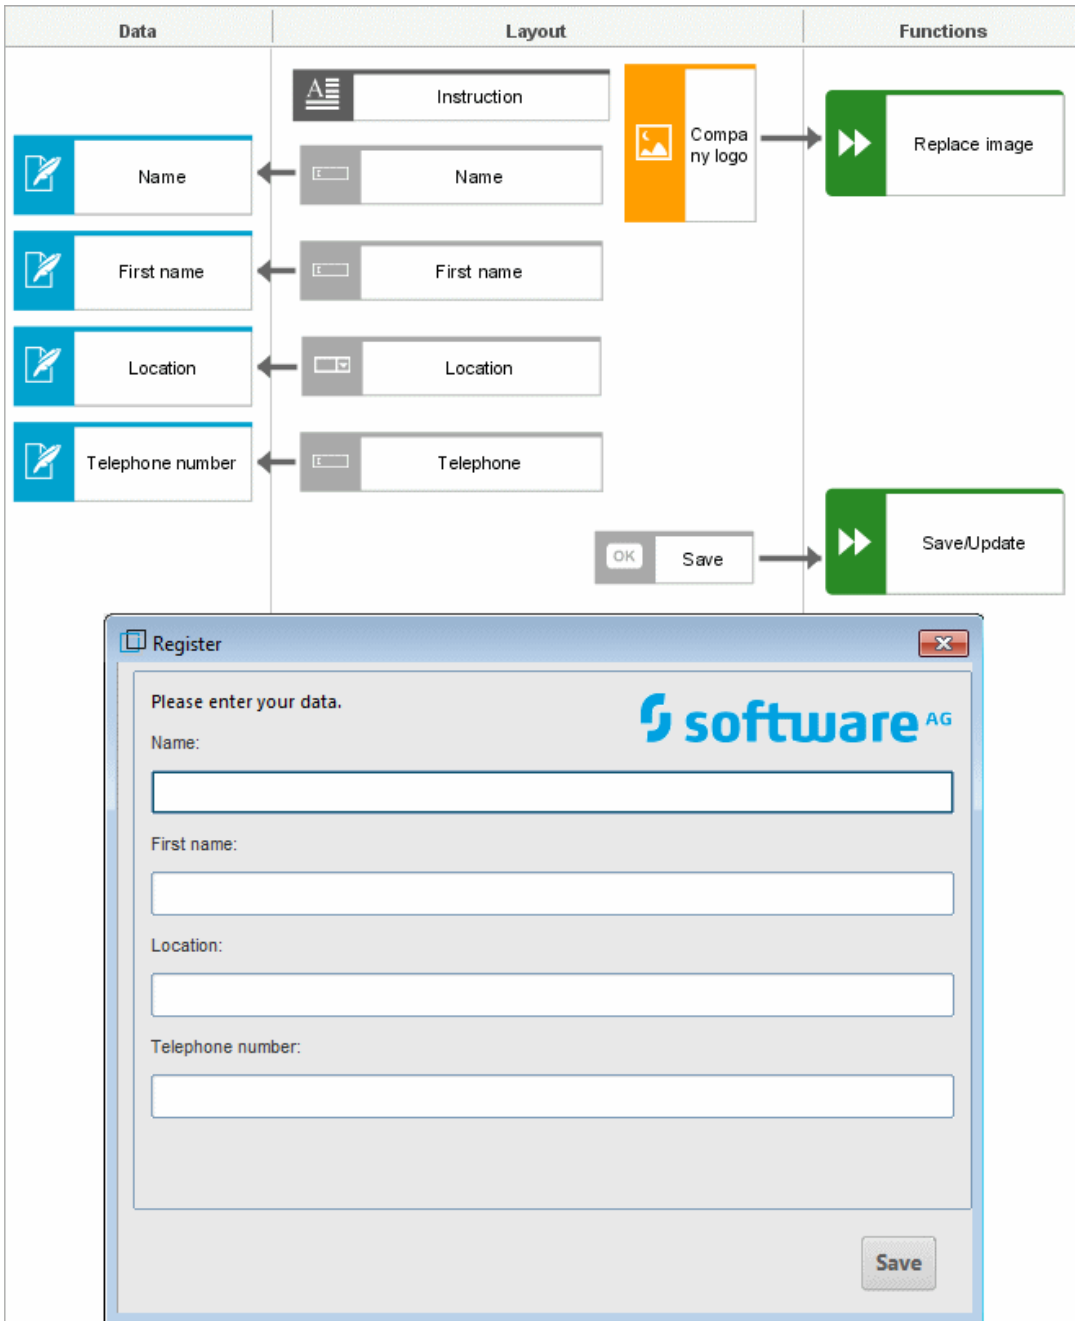 Data
Layout
Functions
Instruction
Compa
ny logo
Replace image
Name
Name
First name
First name
Location
Location
Telephone number
Telephone
OK
Save
Save/Update
Register
Please enter your data.
software AG
Name:
First name:
Location:
Telephone number:
Save